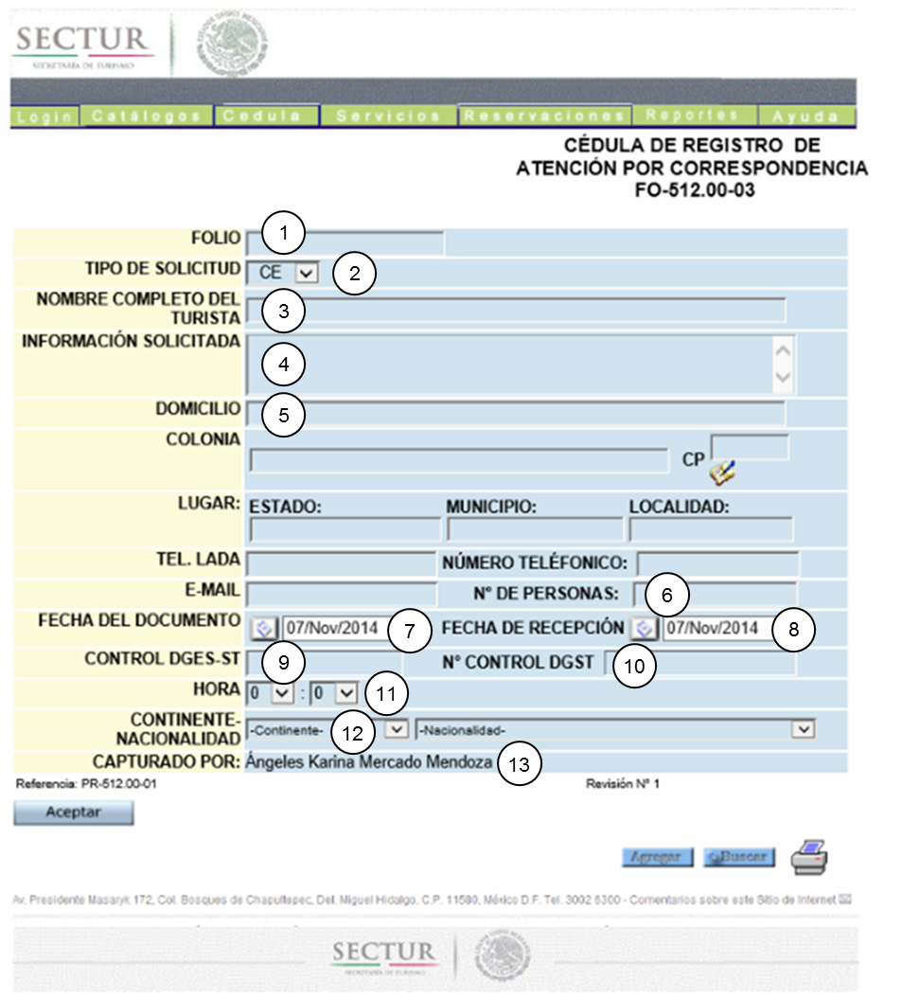 SECTUR
SECRETARÍA DE TURISMO
Login Catálogos Cedula Servicios Reservaciones Reportes Ayuda
CÉDULA DE REGISTRO DE
ATENCIÓN POR CORRESPONDENCIA
FO-512.00-03
FOLIO 1
TIPO DE SOLICITUD CE 2
NOMBRE COMPLETO DEL
TURISTA 3
INFORMACIÓN SOLICITADA
4
DOMICILIO 5
COLONIA
CP
LUGAR: ESTADO: MUNICIPIO: LOCALIDAD:
TEL. LADA NÚMERO TELÉFONICO:
E-MAIL N° DE PERSONAS: 6
FECHA DEL DOCUMENTO 07/Nov/2014 7 FECHA DE RECEPCIÓN 07/Nov/2014 8
CONTROL DGES-ST 9 N° CONTROL DGST 10
HORA 0 : 0 11
CONTINENTE-
NACIONALIDAD -Continente- 12 -Nacionalidad-
CAPTURADO POR: Ángeles Karina Mercado Mendoza 13
Referencia: PR-512.00-01 Revisión N° 1
Aceptar
Agregar Buscar
Av. Presidente Masaryk 172, Col. Bosques de Chapultepec, Del. Miguel Hidalgo, C.P. 11580, México D.F. Tel. 3002 6300 - Comentarios sobre este Sitio de Internet
SECTUR
SECRETARÍA DE TURISMO